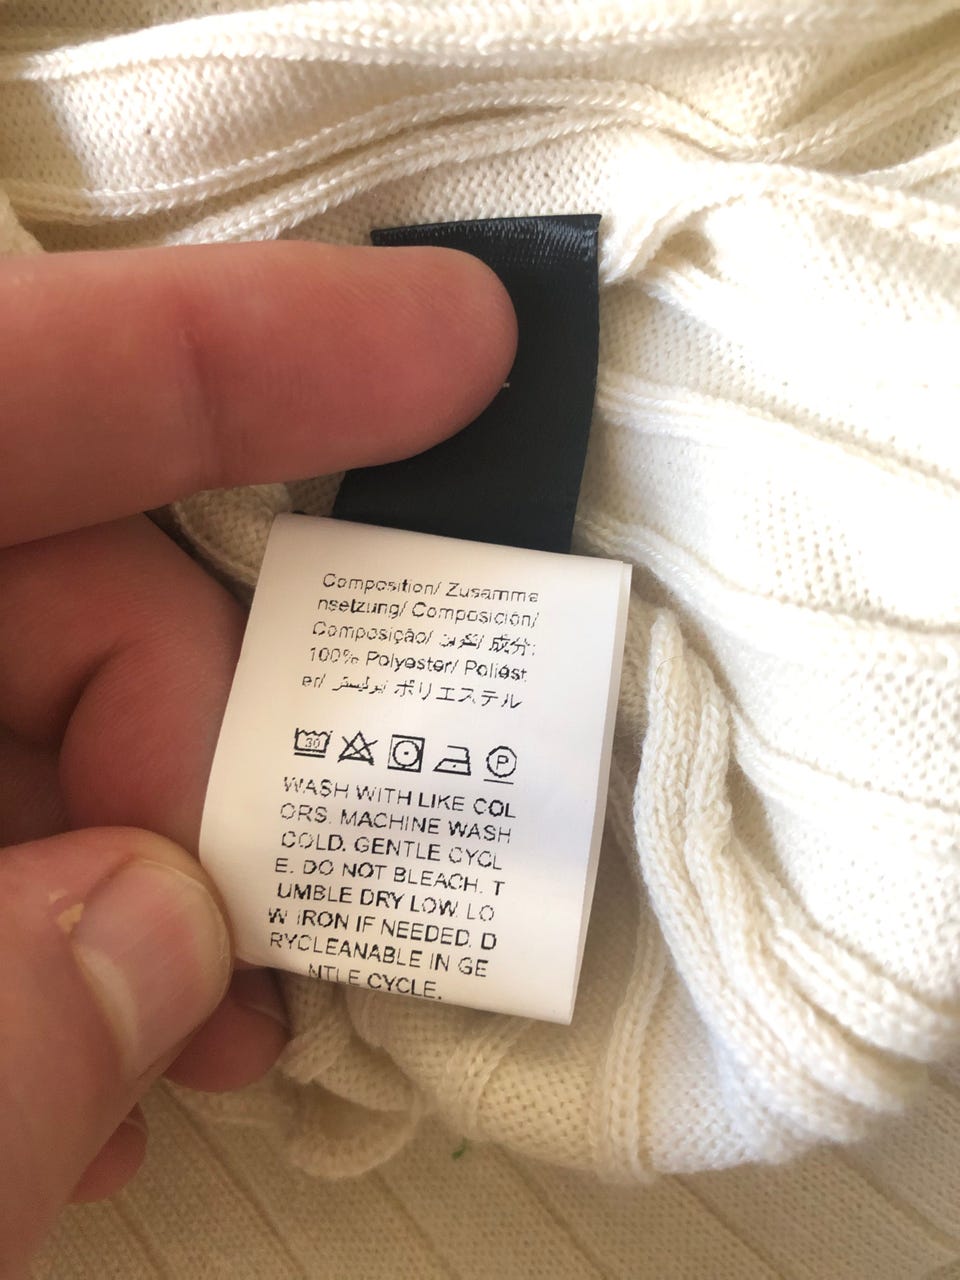 Composition/ Zusamme
nsetzung/ Composición/
Composição/ تكوين/ 成分:
100% Polyester/ Poliést
er/ بوليستر/ ポリエステル
30 P
WASH WITH LIKE COL
ORS. MACHINE WASH
COLD. GENTLE CYCL
E. DO NOT BLEACH. T
UMBLE DRY LOW. LO
W IRON IF NEEDED. D
RYCLEANABLE IN GE
NTLE CYCLE.